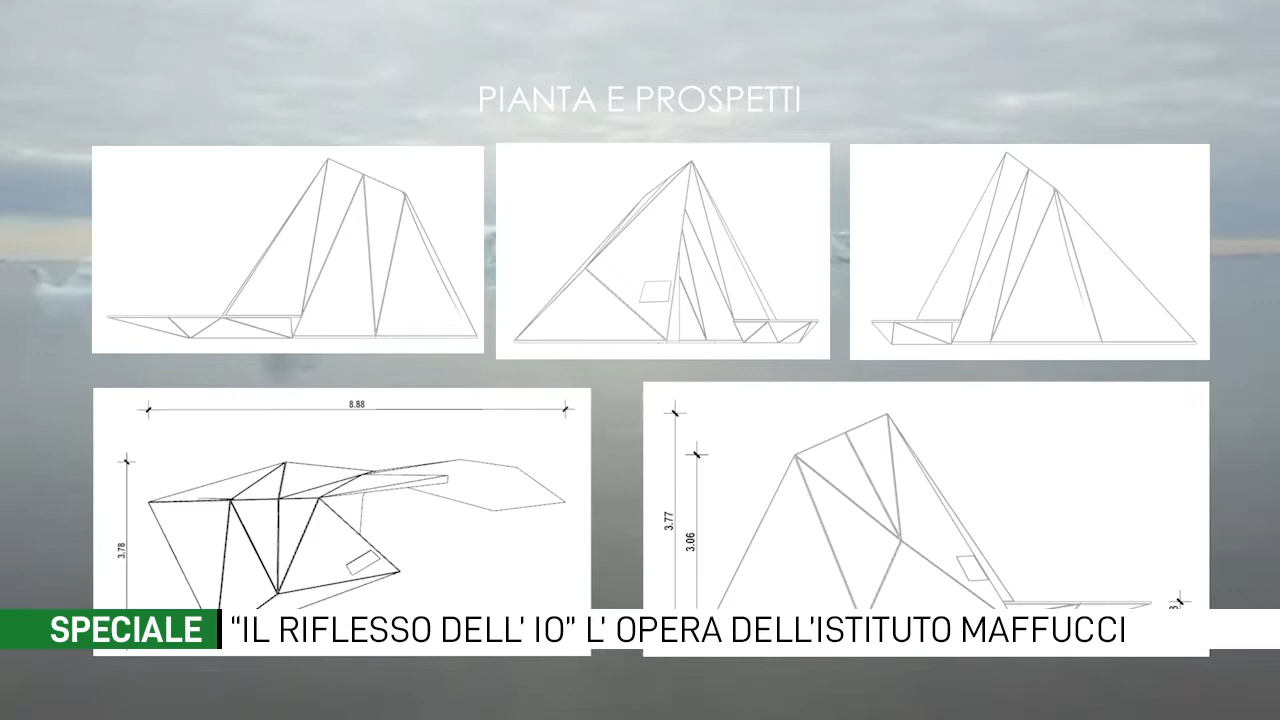 PIANTA E PROSPETTI
8.88
3.78
3.77
3.06
SPECIALE “IL RIFLESSO DELL’ IO” L’ OPERA DELL’ISTITUTO MAFFUCCI